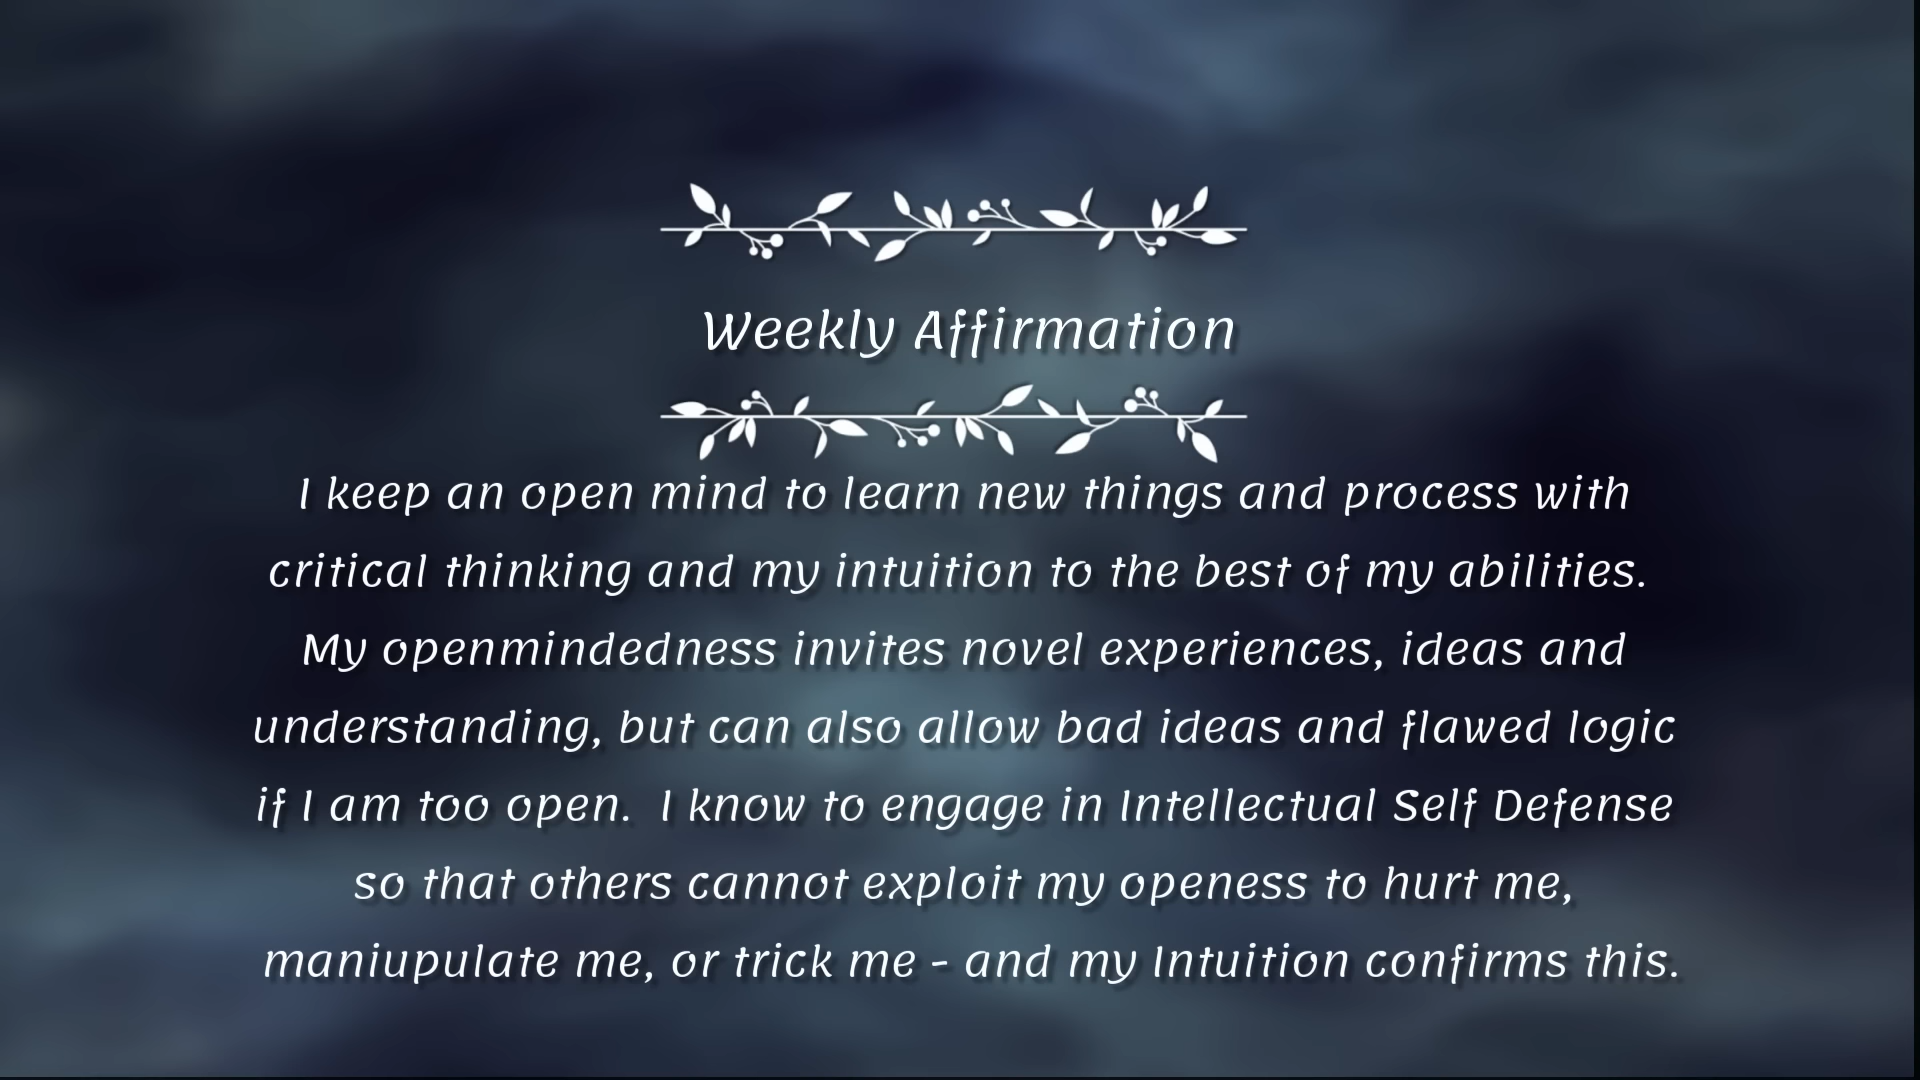 Weekly Affirmation
I keep an open mind to learn new things and process with
critical thinking and my intuition to the best of my abilities.
My openmindedness invites novel experiences, ideas and
understanding, but can also allow bad ideas and flawed logic
if I am too open.  I know to engage in Intellectual Self Defense
so that others cannot exploit my openess to hurt me,
maniupulate me, or trick me - and my Intuition confirms this.